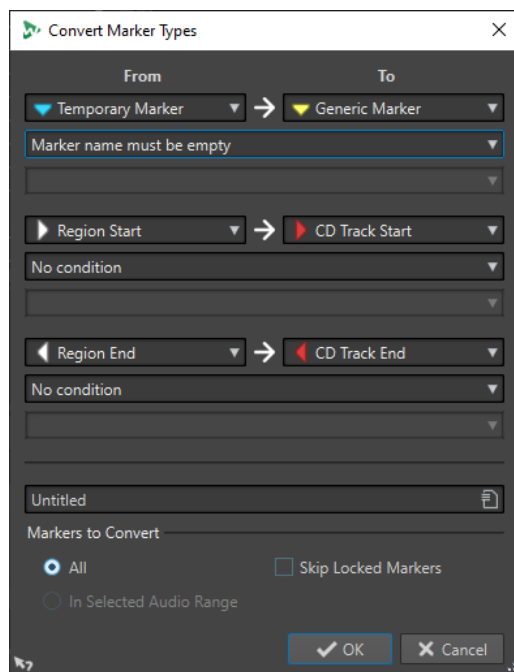 Convert Marker Types
From To
Temporary Marker Generic Marker
Marker name must be empty
Region Start CD Track Start
No condition
Region End CD Track End
No condition
Untitled
Markers to Convert
All Skip Locked Markers
In Selected Audio Range
OK Cancel